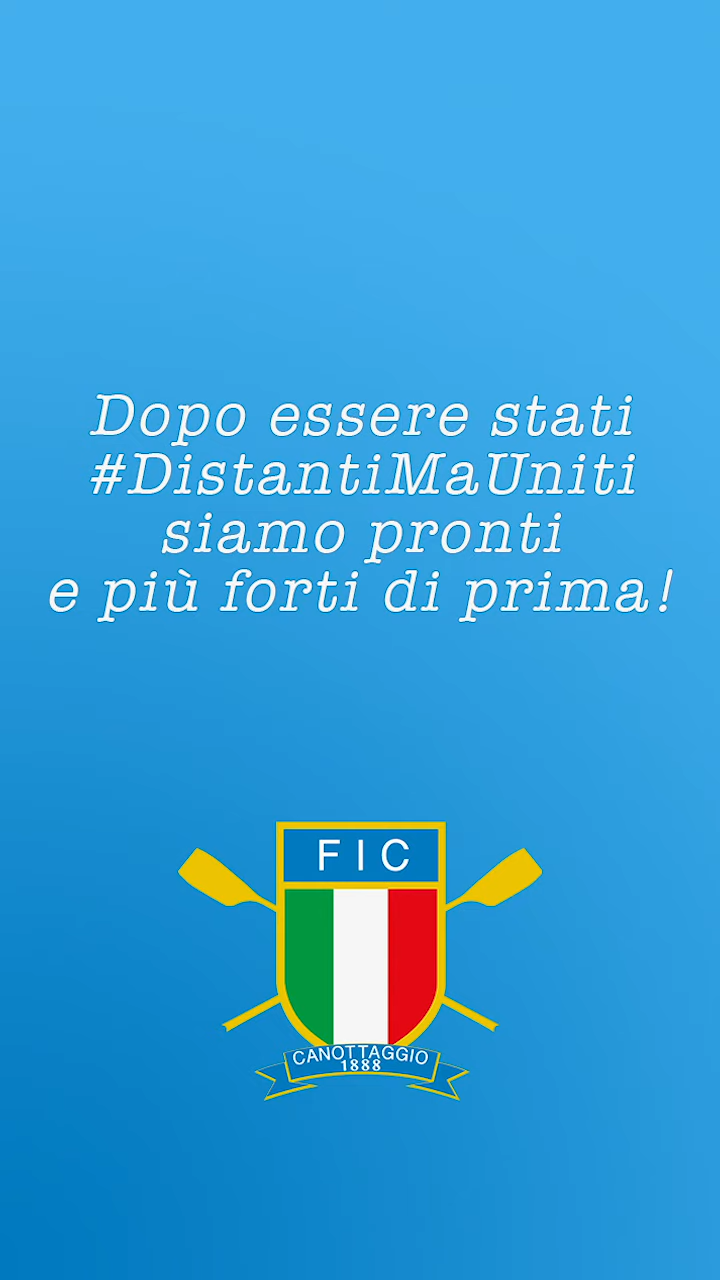 Dopo essere stati
#DistantiMaUniti
siamo pronti
e più forti di prima!
FIC
CANOTTAGGIO
1888